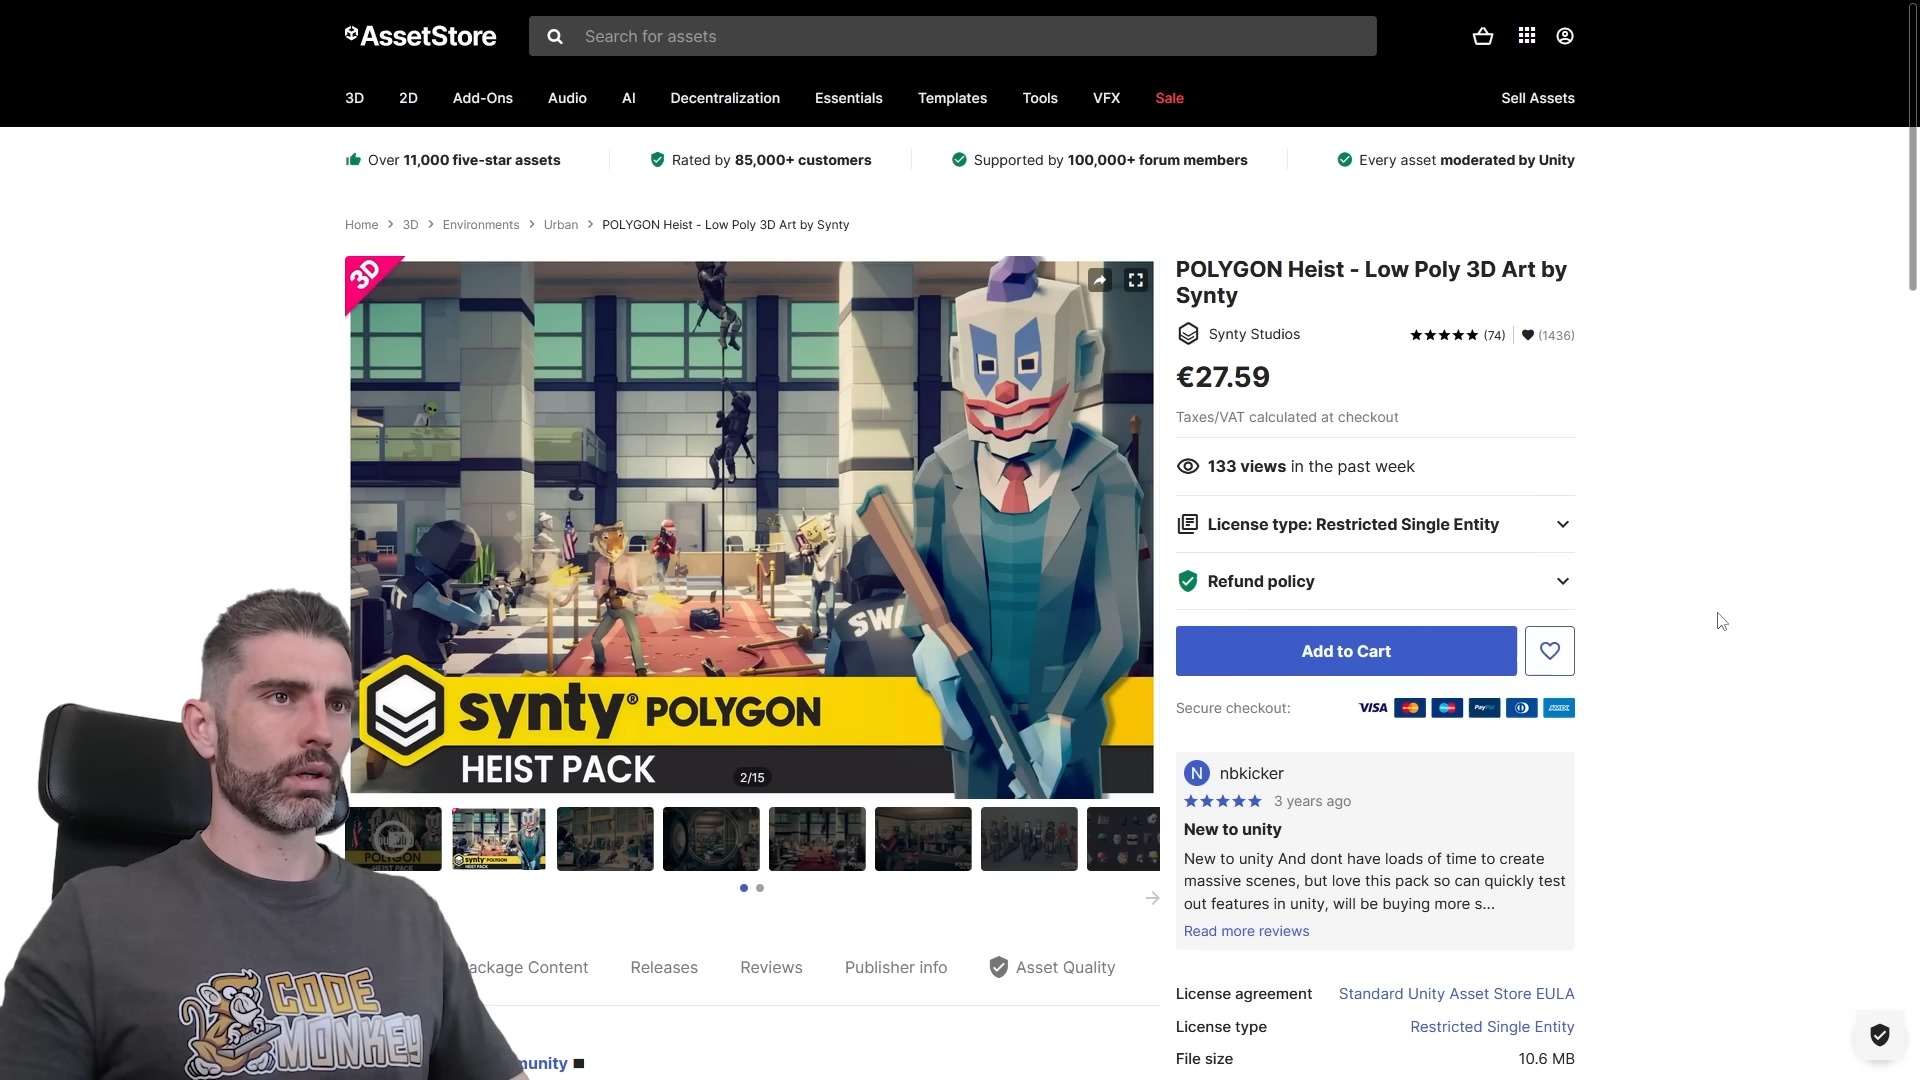 AssetStore
Search for assets
3D
2D
Add-Ons
Audio
AI
Decentralization
Essentials
Templates
Tools
VFX
Sale
Sell Assets
Over 11,000 five-star assets
Rated by 85,000+ customers
Supported by 100,000+ forum members
Every asset moderated by Unity
Home > 3D > Environments > Urban > POLYGON Heist - Low Poly 3D Art by Synty
3D
SWA
synty® POLYGON
HEIST PACK
2/15
POLYGON Heist - Low Poly 3D Art by
Synty
Synty Studios
(74)
(1436)
€27.59
Taxes/VAT calculated at checkout
133 views in the past week
License type: Restricted Single Entity
Refund policy
Add to Cart
Secure checkout:
VISA
PayPal
N nbkicker
3 years ago
New to unity
New to unity And dont have loads of time to create
massive scenes, but love this pack so can quickly test
out features in unity, will be buying more s...
Read more reviews
ackage Content
Releases
Reviews
Publisher info
Asset Quality
License agreement
Standard Unity Asset Store EULA
License type
Restricted Single Entity
File size
10.6 MB
munity
CODE
MONKEY